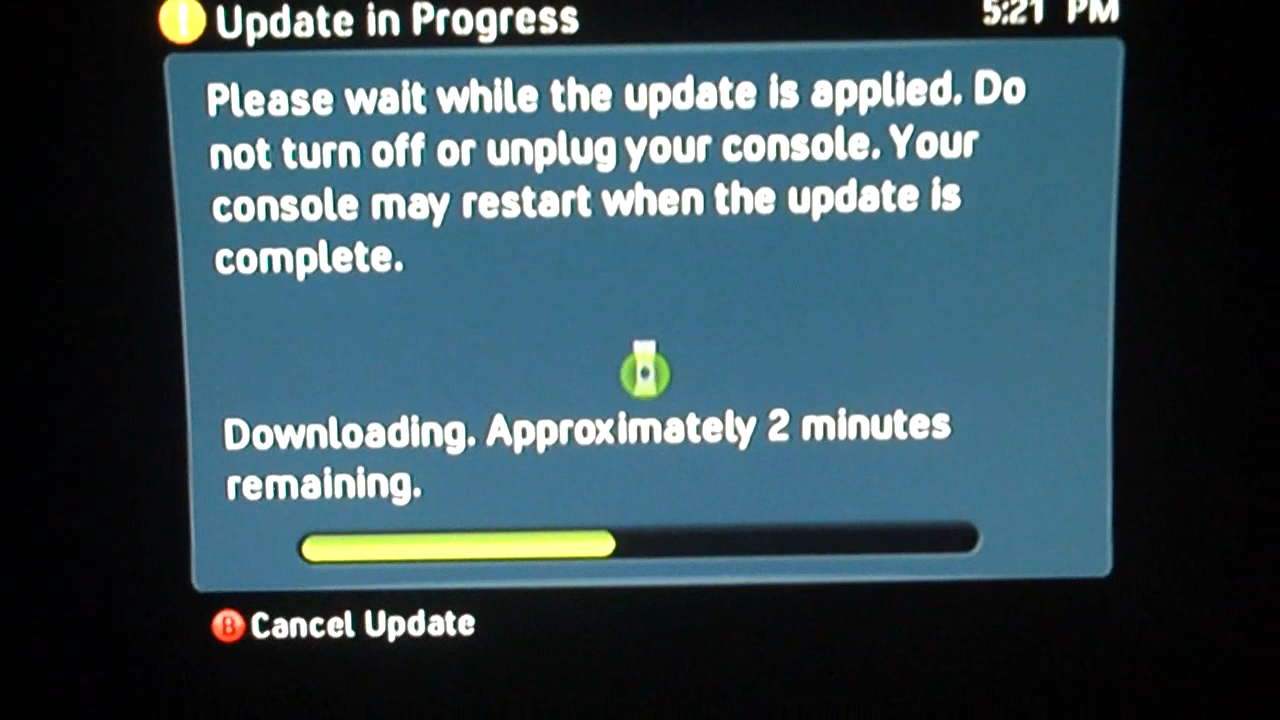 ! Update in Progress
5:21 PM
Please wait while the update is applied. Do
not turn off or unplug your console. Your
console may restart when the update is
complete.
Downloading. Approximately 2 minutes
remaining.
B Cancel Update